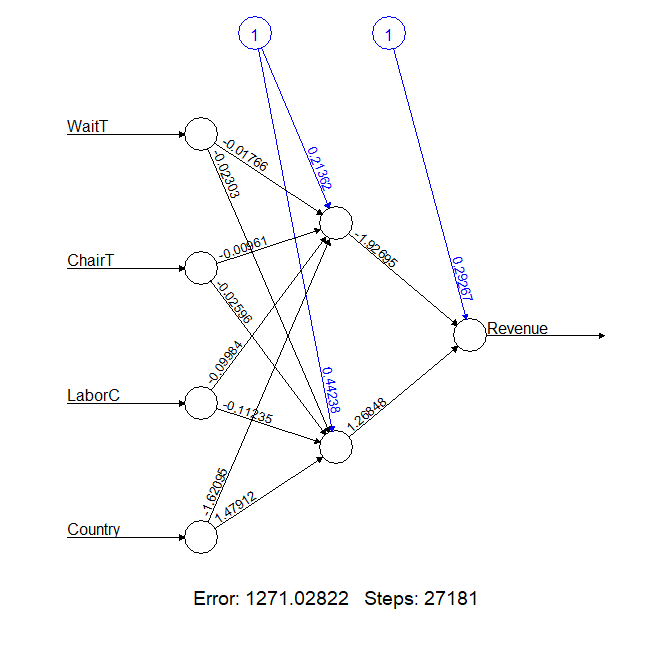 1
1
WaitT
-0.01766
-0.02303
0.21362
ChairT
-0.00961
-0.02596
-1.92695
0.29267
Revenue
LaborC
-0.09984
-0.11235
0.44238
1.26848
Country
-1.62095
1.47912
Error: 1271.02822   Steps: 27181